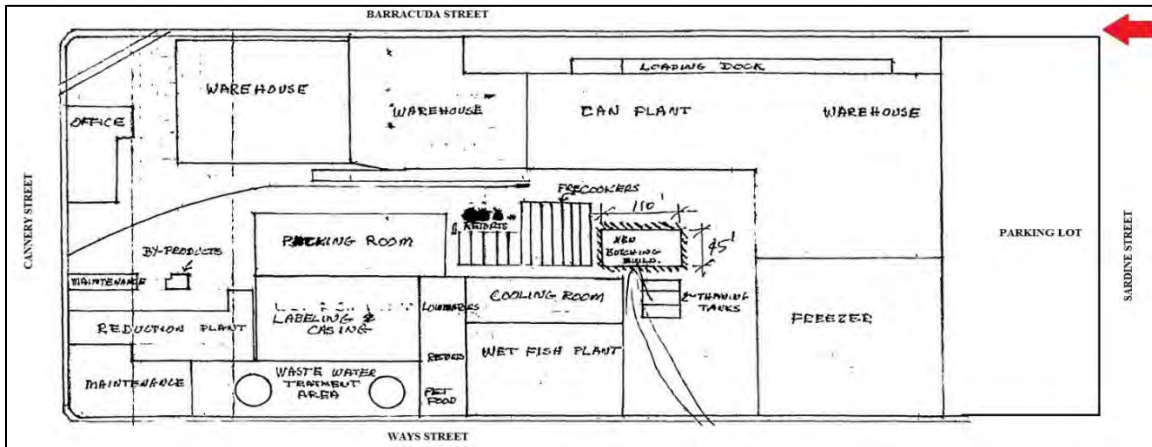 BARRACUDA STREET
LOADING DOCK
WAREHOUSE
WAREHOUSE
CAN PLANT
WAREHOUSE
OFFICE
CANNERY STREET
PRECOOKERS
110'
RETORTS
PACKING ROOM
NEW
BUTCHING
BUILD.
45'
PARKING LOT
SARDINE STREET
BY-PRODUCTS
MAINTENANCE
COOLING ROOM
THAWING
TANKS
LABELING &
CASING
REDUCTION PLANT
FREEZER
WET FISH PLANT
MAINTENANCE
WASTE WATER
TREATMENT
AREA
PET
FOOD
WAYS STREET